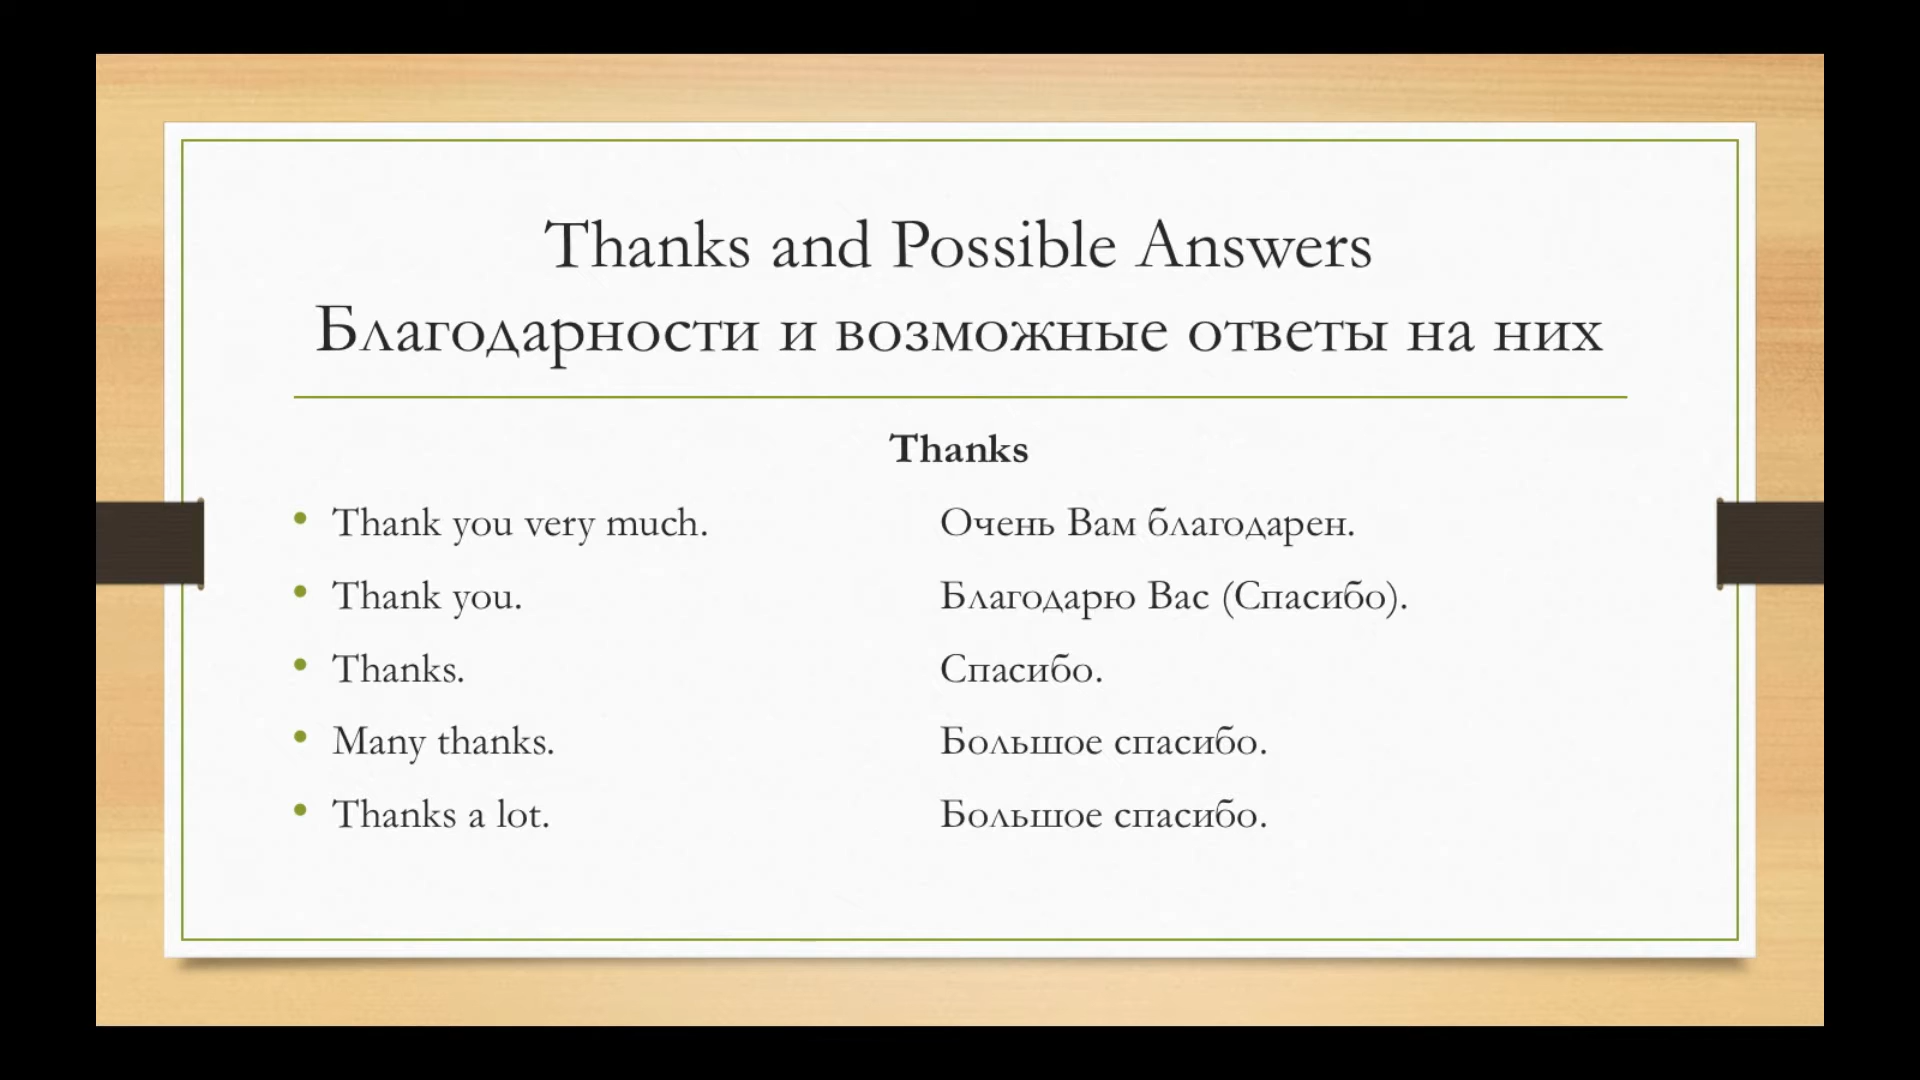 Thanks and Possible Answers
Благодарности и возможные ответы на них
Thanks
• Thank you very much. Очень Вам благодарен.
• Thank you. Благодарю Вас (Спасибо).
• Thanks. Спасибо.
• Many thanks. Большое спасибо.
• Thanks a lot. Большое спасибо.